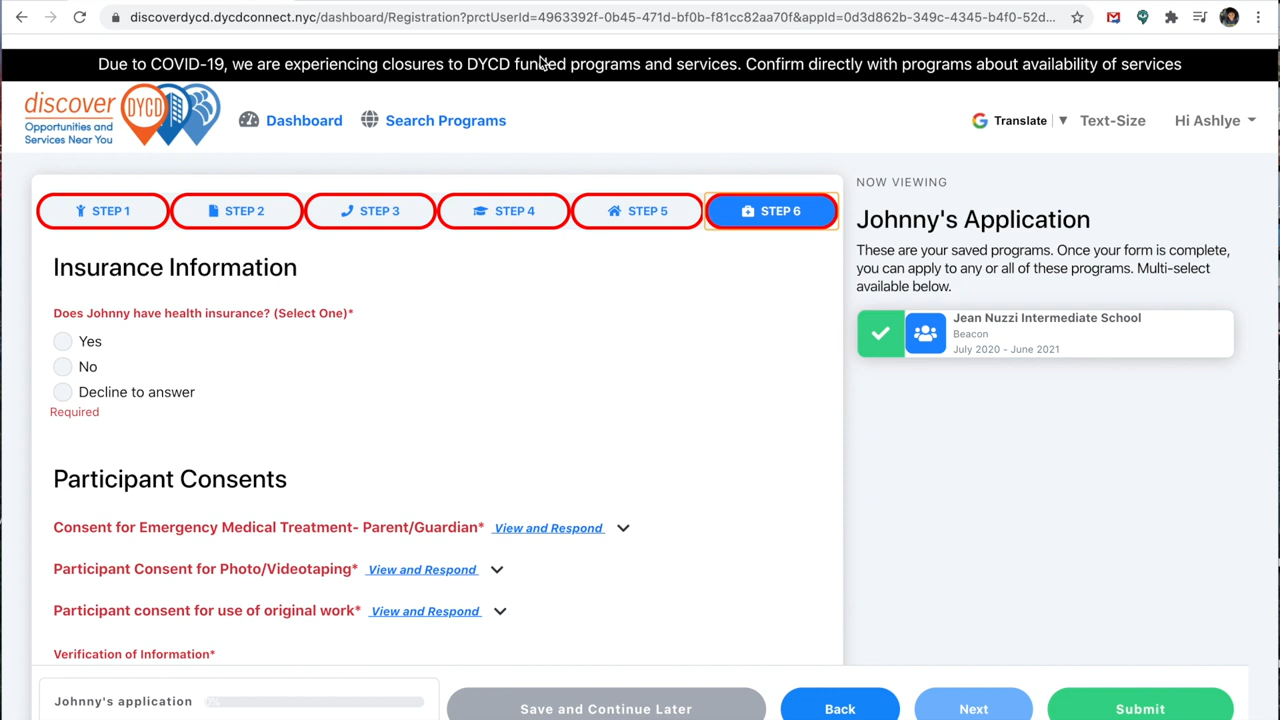 discoverdycd.dycdconnect.nyc/dashboard/Registration?prctUserId=4963392f-0b45-471d-bf0b-f81cc82aa70f&appId=0d3d862b-349c-4345-b4f0-52d...
Due to COVID-19, we are experiencing closures to DYCD funded programs and services. Confirm directly with programs about availability of services
discover
DYCD
Opportunities and
Services Near You
Dashboard
Search Programs
Translate
Text-Size
Hi Ashlye
STEP 1
STEP 2
STEP 3
STEP 4
STEP 5
STEP 6
Insurance Information
Does Johnny have health insurance? (Select One)*
Yes
No
Decline to answer
Required
Participant Consents
Consent for Emergency Medical Treatment- Parent/Guardian* View and Respond
Participant Consent for Photo/Videotaping* View and Respond
Participant consent for use of original work* View and Respond
Verification of Information*
NOW VIEWING
Johnny's Application
These are your saved programs. Once your form is complete,
you can apply to any or all of these programs. Multi-select
available below.
Jean Nuzzi Intermediate School
Beacon
July 2020 - June 2021
Johnny's application
Save and Continue Later
Back
Next
Submit